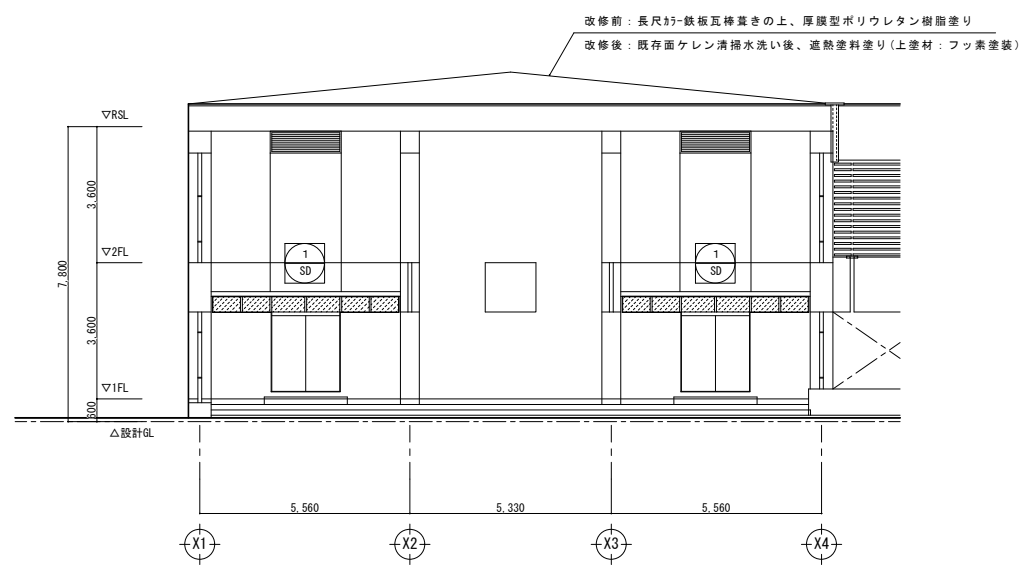 改修前：長尺ｶﾗｰ鉄板瓦棒葺きの上、厚膜型ポリウレタン樹脂塗り
改修後：既存面ケレン清掃水洗い後、遮熱塗料塗り(上塗材：フッ素塗装)
▽RSL
3,600
▽2FL
1
SD
1
SD
7,800
3,600
▽1FL
600
△設計GL
5,560
5,330
5,560
X1
X2
X3
X4